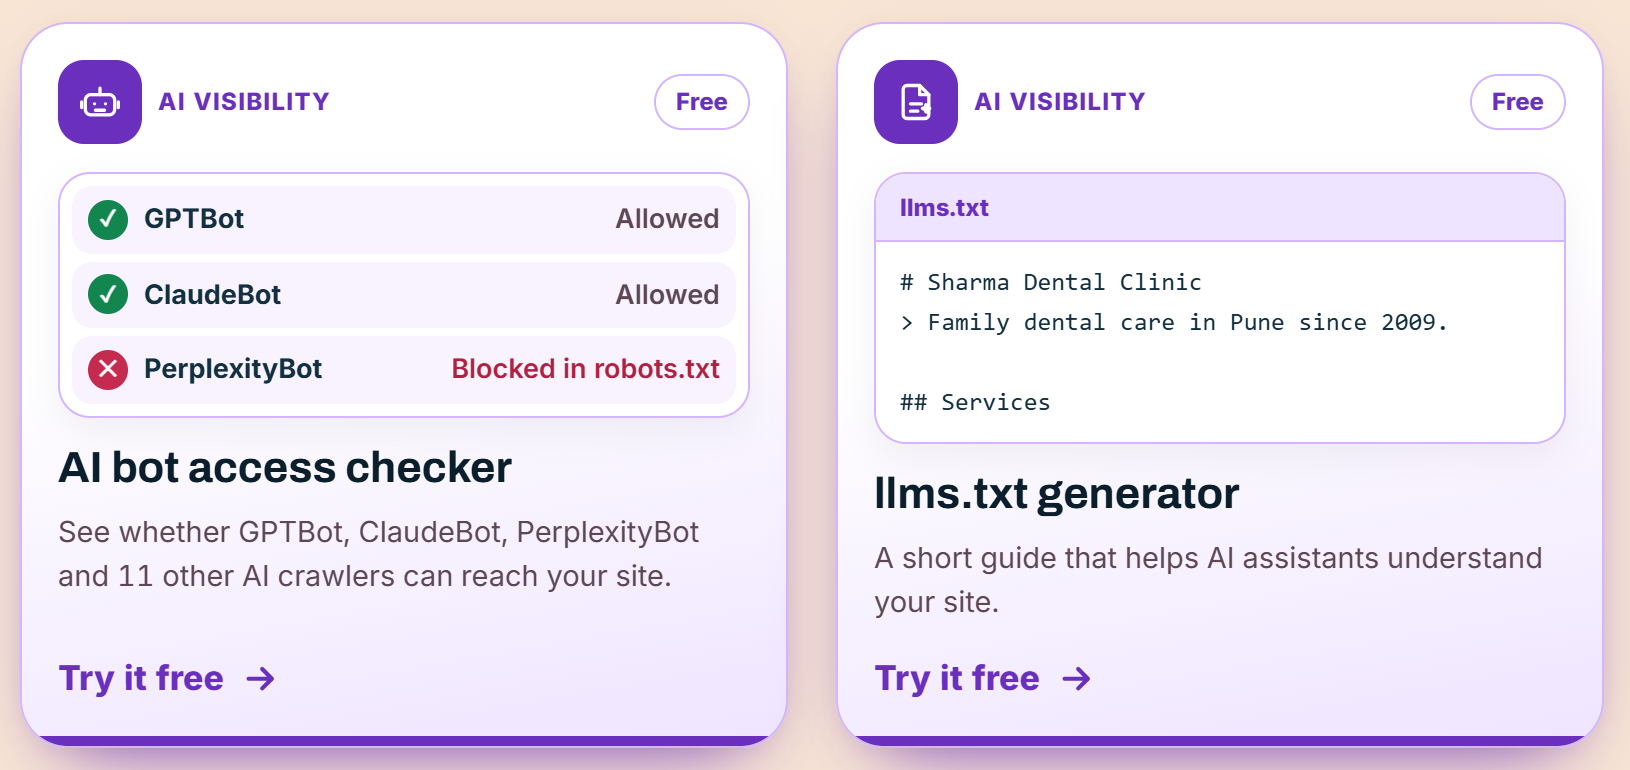 AI VISIBILITY
Free
GPTBot Allowed
ClaudeBot Allowed
PerplexityBot Blocked in robots.txt
AI bot access checker
See whether GPTBot, ClaudeBot, PerplexityBot
and 11 other AI crawlers can reach your site.
Try it free →
AI VISIBILITY
Free
llms.txt
# Sharma Dental Clinic
> Family dental care in Pune since 2009.
## Services
llms.txt generator
A short guide that helps AI assistants understand
your site.
Try it free →